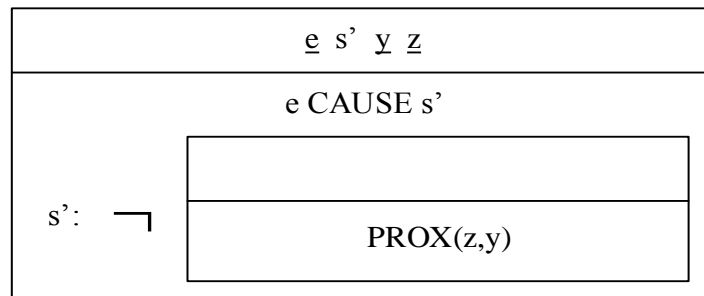 e s’ y z
e CAUSE s’
s’: ¬
PROX(z,y)